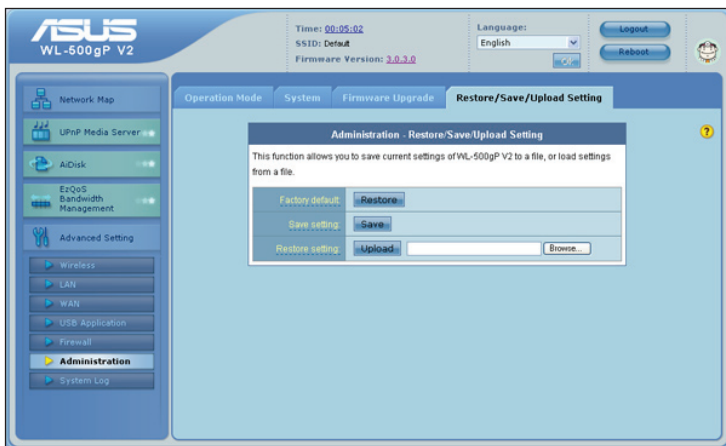 ASUS
WL-500gP V2
Time: 00:05:02
SSID: Default
Firmware Version: 3.0.3.0
Language:
English
Logout
Reboot
Network Map
UPnP Media Server
AiDisk
EzQoS
Bandwidth
Management
Advanced Setting
Wireless
LAN
WAN
USB Application
Firewall
Administration
System Log
Operation Mode
System
Firmware Upgrade
Restore/Save/Upload Setting
Administration - Restore/Save/Upload Setting
This function allows you to save current settings of WL-500gP V2 to a file, or load settings
from a file.
Factory default:
Restore
Save setting:
Save
Restore setting:
Upload
Browse...
?